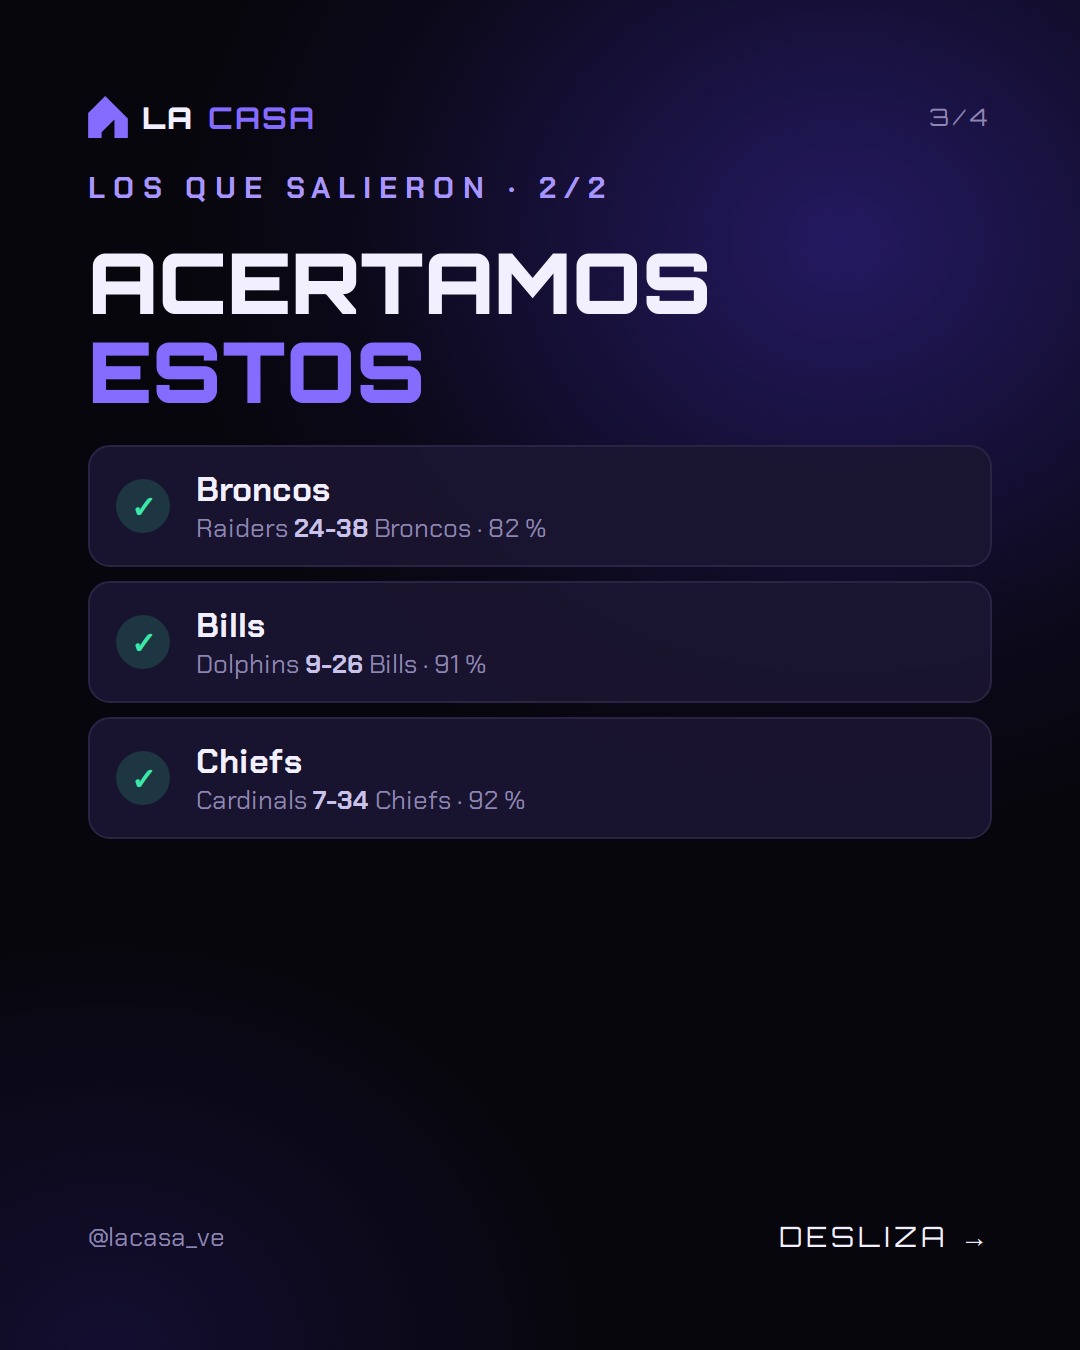 LA CASA
3/4
LOS QUE SALIERON · 2/2
ACERTAMOS
ESTOS
✓
Broncos
Raiders 24–38 Broncos · 82 %
✓
Bills
Dolphins 9–26 Bills · 91 %
✓
Chiefs
Cardinals 7–34 Chiefs · 92 %
@lacasa_ve
DESLIZA →